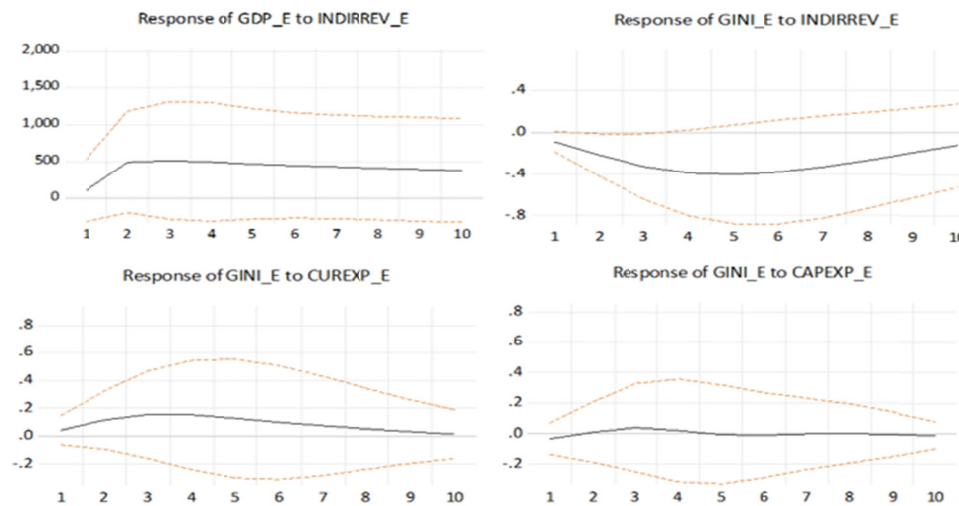 Response of GDP_E to INDIRREV_E
2,000
1,500
1,000
500
0
1 2 3 4 5 6 7 8 9 10
Response of GINI_E to INDIRREV_E
.4
.0
-.4
-.8
1 2 3 4 5 6 7 8 9 10
Response of GINI_E to CUREXP_E
.8
.6
.4
.2
.0
-.2
1 2 3 4 5 6 7 8 9 10
Response of GINI_E to CAPEXP_E
.8
.6
.4
.2
.0
-.2
1 2 3 4 5 6 7 8 9 10